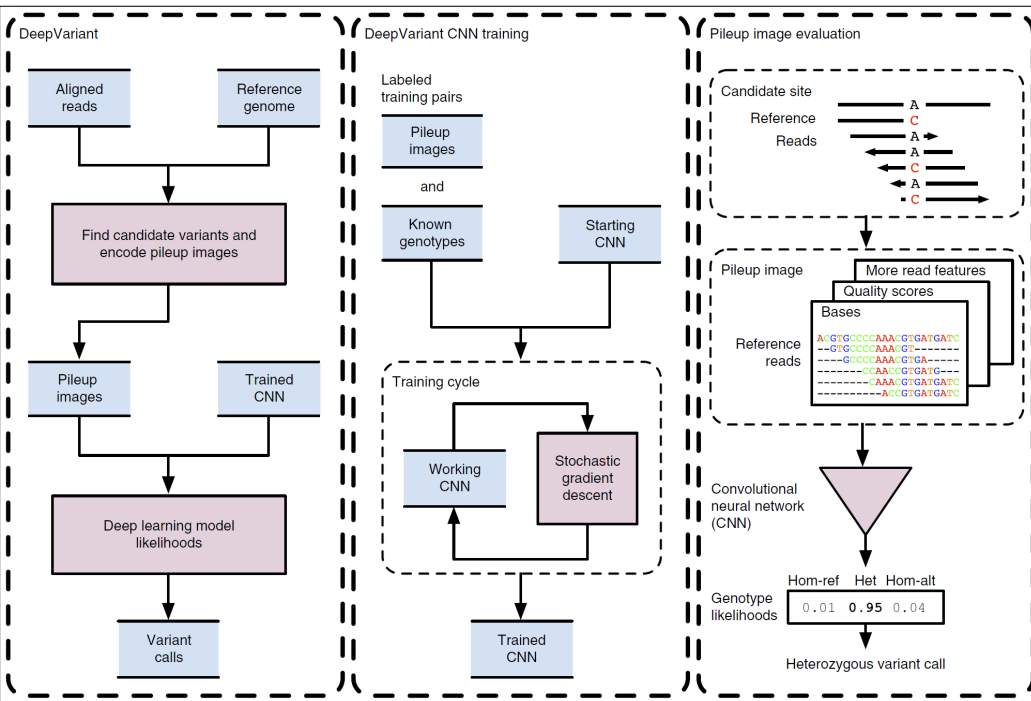 DeepVariant
Aligned
reads
Reference
genome
Find candidate variants and
encode pileup images
Pileup
images
Trained
CNN
Deep learning model
likelihoods
Variant
calls
DeepVariant CNN training
Labeled
training pairs
Pileup
images
and
Known
genotypes
Starting
CNN
Training cycle
Working
CNN
Stochastic
gradient
descent
Trained
CNN
Pileup image evaluation
Candidate site
A
Reference
C
Reads
A
A
C
A
C
Pileup image
More read features
Quality scores
Bases
Reference
reads
ACGTGCCCCAAACGTGATGATC
--GTGCCCCAAACGT-------
----GCCCCAAACGTGA-----
-------CCAACCGTGATG---
--------CAAACGTGATGATC
----------ACCGTGATGATC
Convolutional
neural network
(CNN)
Hom-ref Het Hom-alt
Genotype
likelihoods
0.01 0.95 0.04
Heterozygous variant call